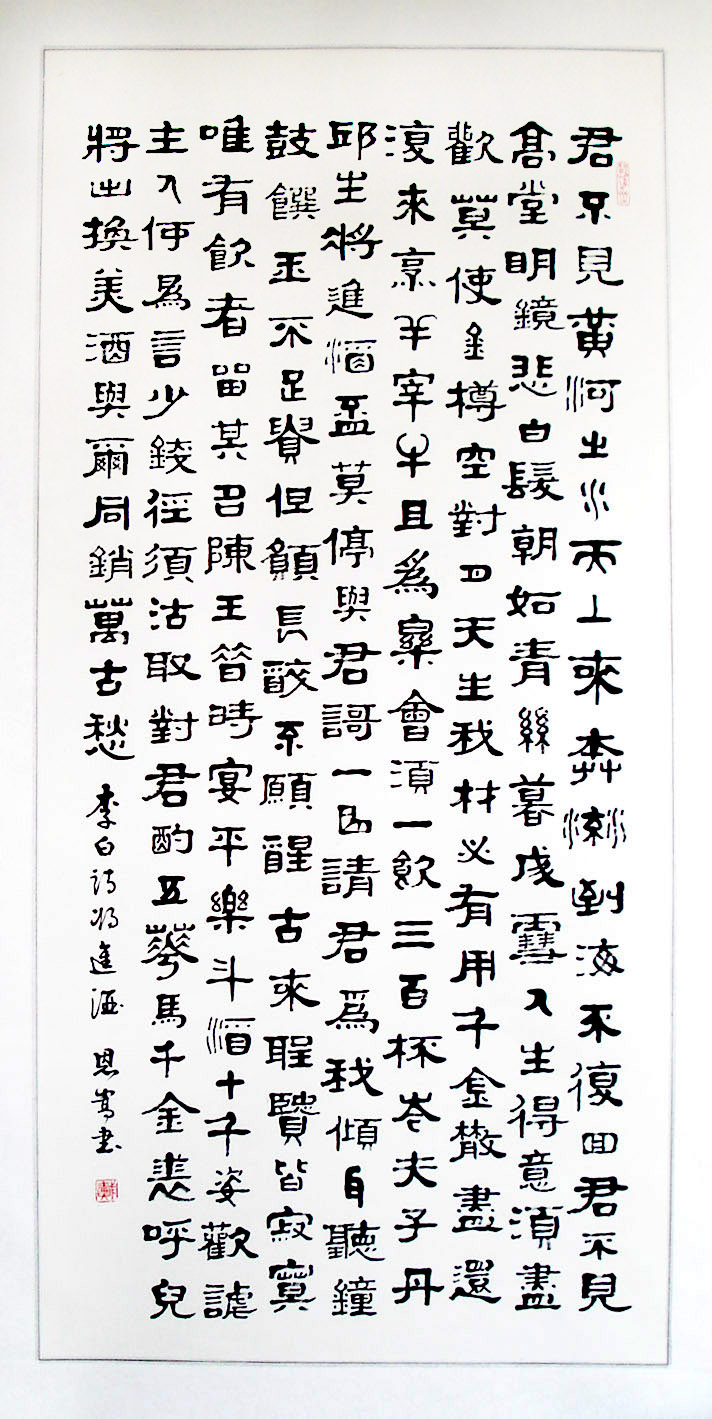 君不見黃河之水天上來奔流到海不復回君不見
高堂明鏡悲白髮朝如青絲暮成雪人生得意須盡
歡莫使金樽空對月天生我材必有用千金散盡還
復來烹羊宰牛且為樂會須一飲三百杯岑夫子丹
邱生將進酒盃莫停與君歌一曲請君為我傾耳聽鐘
鼓饌玉不足貴但願長醉不願醒古來聖賢皆寂寞
唯有飲者留其名陳王昔時宴平樂斗酒十千恣歡謔
主人何為言少錢徑須沽取對君酌五華馬千金裘呼兒
將出換美酒與爾同銷萬古愁 李白詩將進酒 恩嵩書